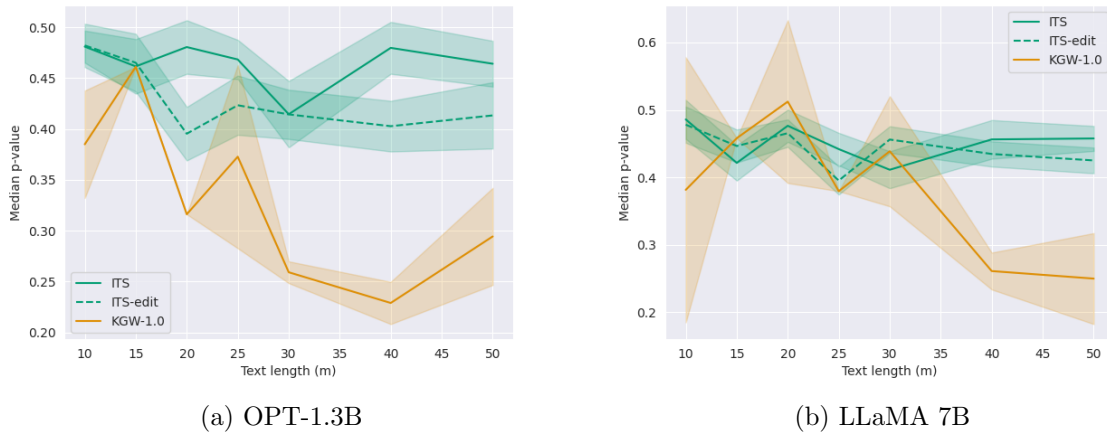 0.50
0.45
0.40
0.35
0.30
0.25
0.20
Median p-value
ITS
ITS-edit
KGW-1.0
10 15 20 25 30 35 40 45 50
Text length (m)
(a) OPT-1.3B
0.6
0.5
0.4
0.3
0.2
Median p-value
ITS
ITS-edit
KGW-1.0
10 15 20 25 30 35 40 45 50
Text length (m)
(b) LLaMA 7B